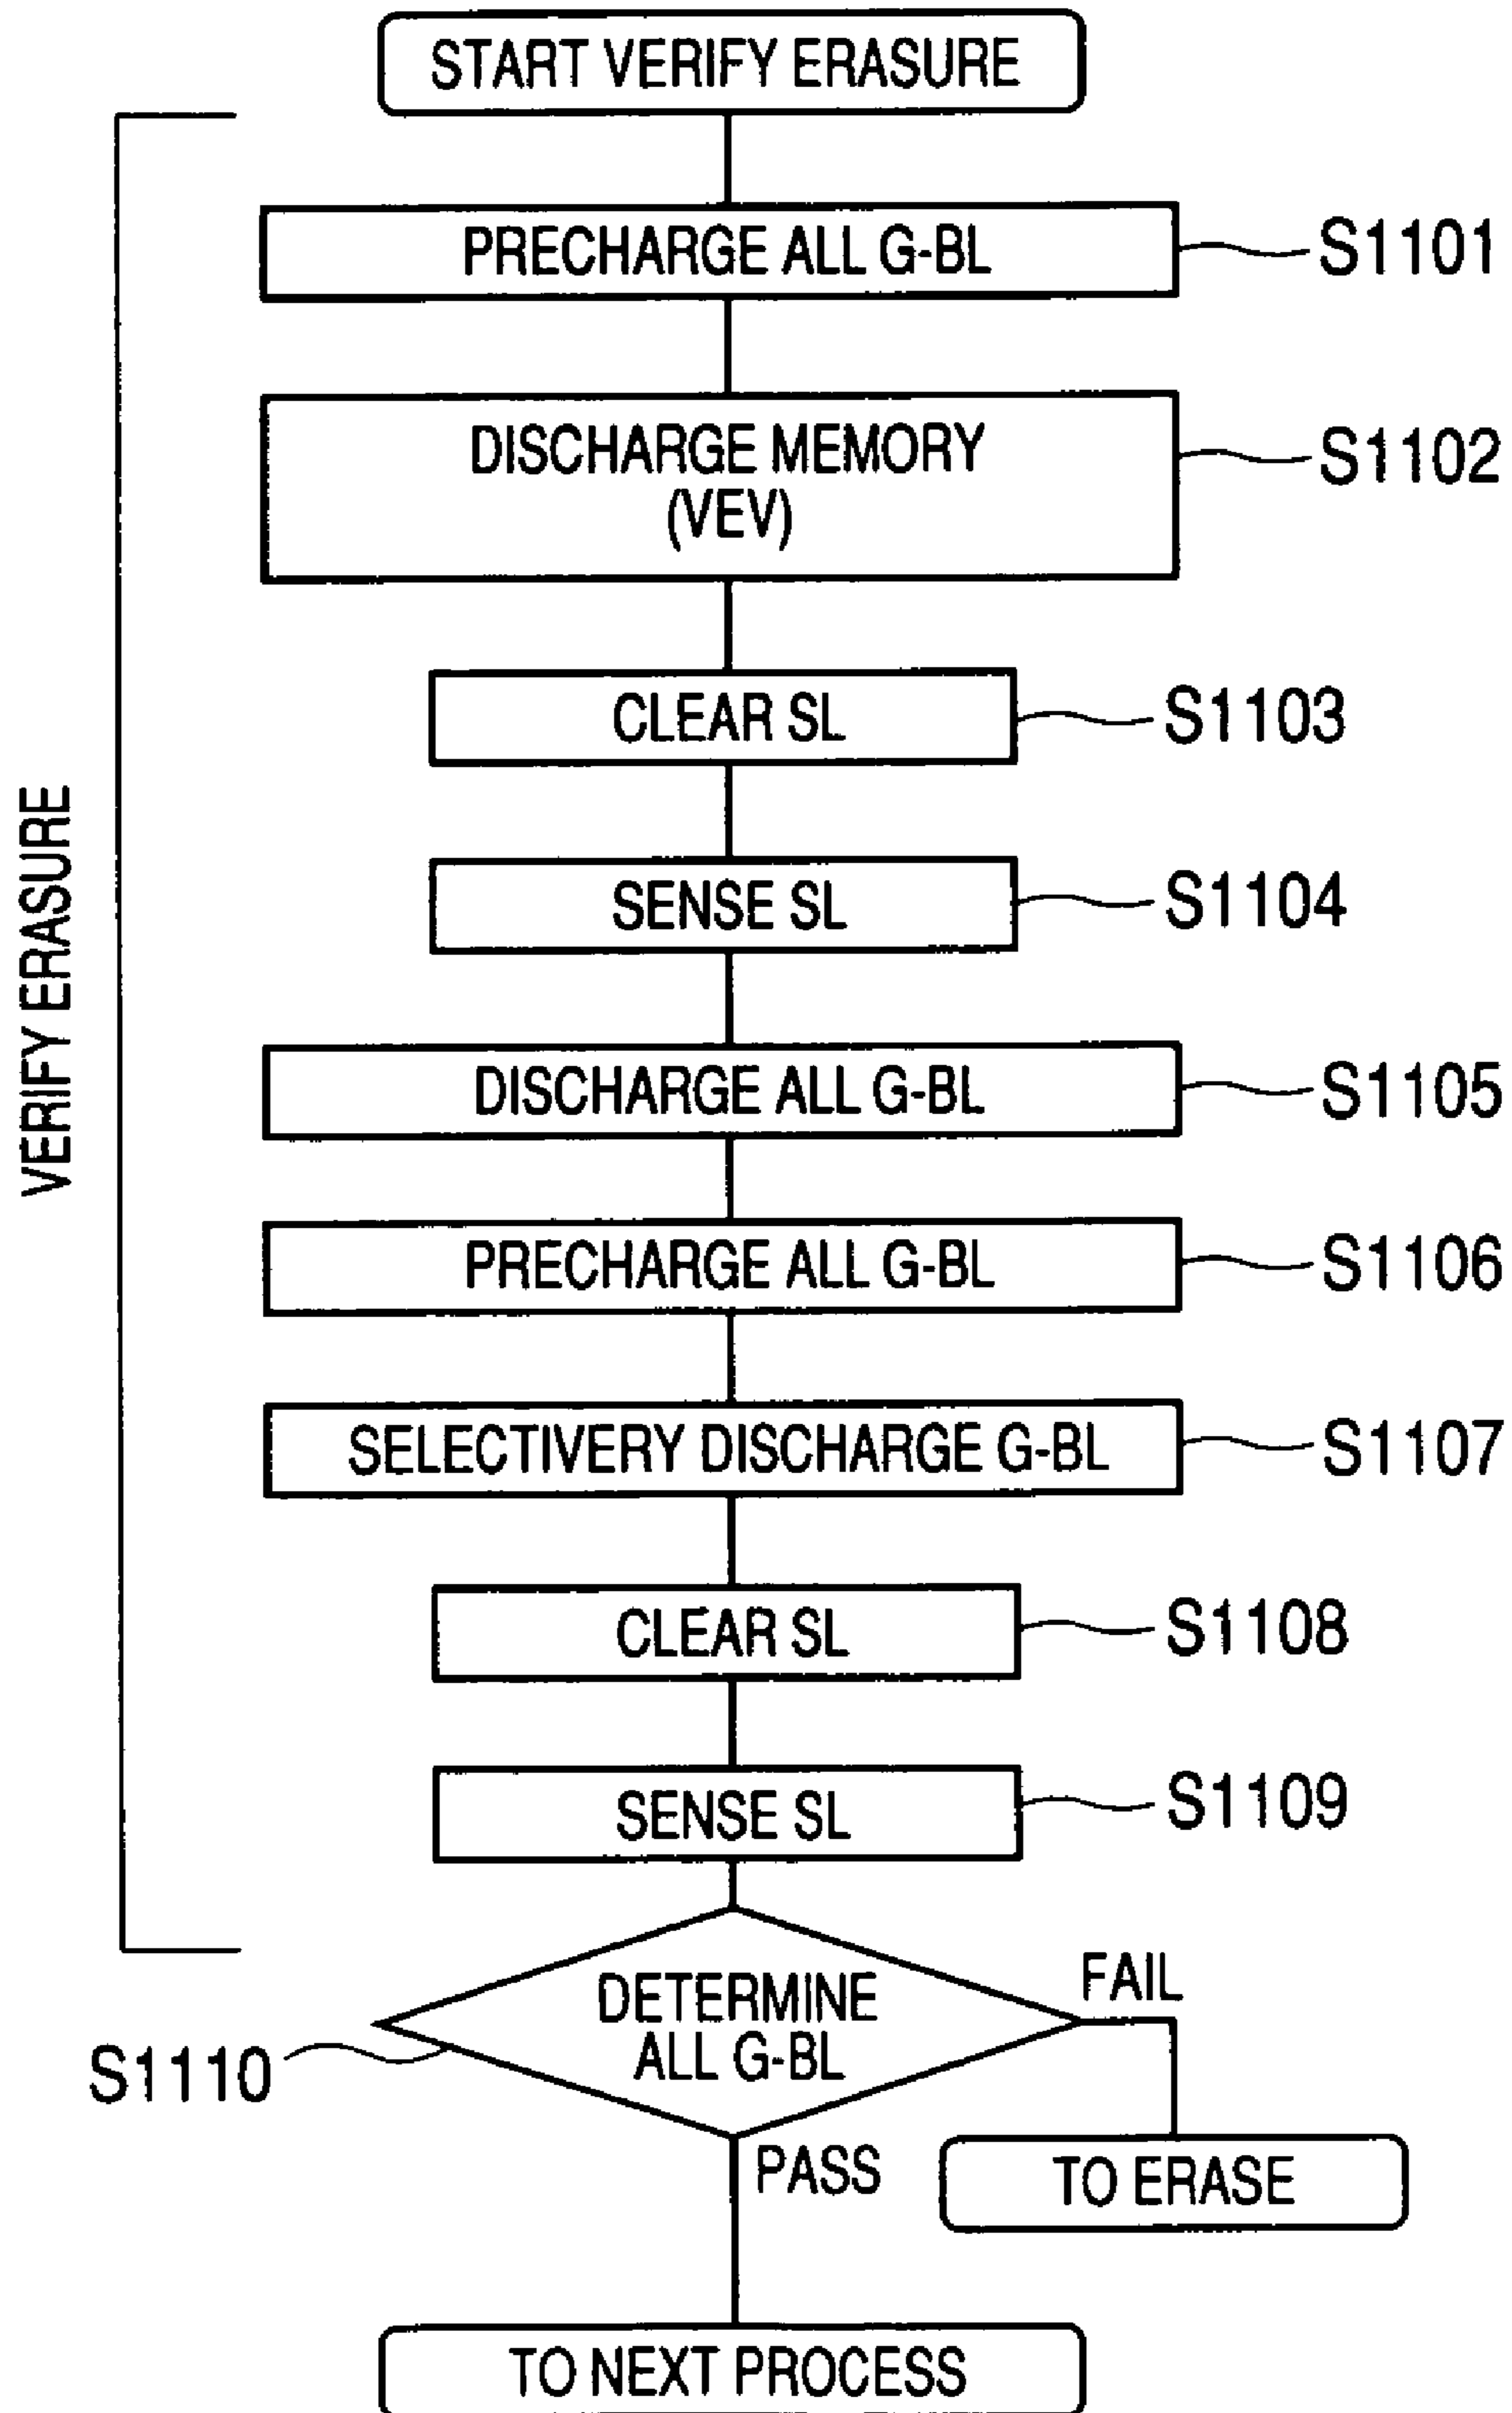 START VERIFY ERASURE
PRECHARGE ALL G-BL
S1101
DISCHARGE MEMORY
(VEV)
S1102
CLEAR SL
S1103
SENSE SL
S1104
VERIFY ERASURE
DISCHARGE ALL G-BL
S1105
PRECHARGE ALL G-BL
S1106
SELECTIVERY DISCHARGE G-BL
S1107
CLEAR SL
S1108
SENSE SL
S1109
DETERMINE
ALL G-BL
FAIL
S1110
PASS
TO ERASE
TO NEXT PROCESS